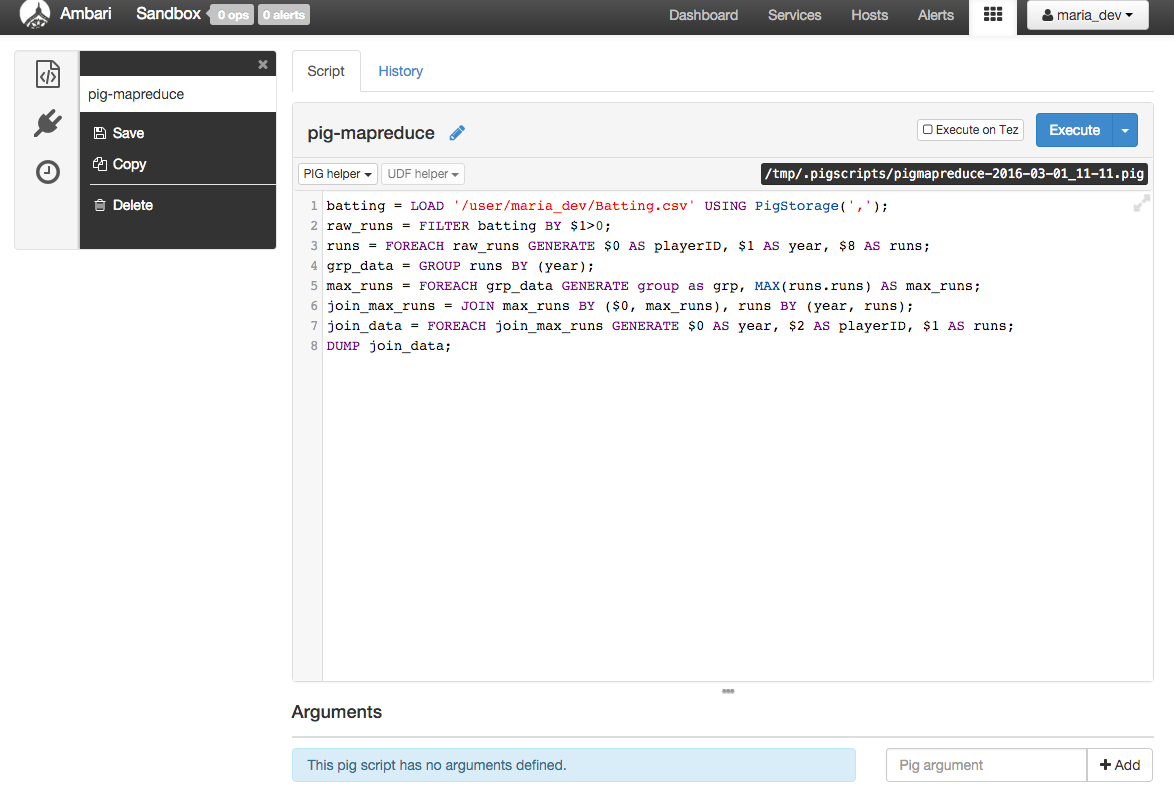 Ambari Sandbox 0 ops 0 alerts Dashboard Services Hosts Alerts maria_dev
pig-mapreduce
Save
Copy
Delete
Script History
pig-mapreduce Execute on Tez Execute
PIG helper UDF helper /tmp/.pigscripts/pigmapreduce-2016-03-01_11-11.pig
1 batting = LOAD '/user/maria_dev/Batting.csv' USING PigStorage(',');
2 raw_runs = FILTER batting BY $1>0;
3 runs = FOREACH raw_runs GENERATE $0 AS playerID, $1 AS year, $8 AS runs;
4 grp_data = GROUP runs BY (year);
5 max_runs = FOREACH grp_data GENERATE group as grp, MAX(runs.runs) AS max_runs;
6 join_max_runs = JOIN max_runs BY ($0, max_runs), runs BY (year, runs);
7 join_data = FOREACH join_max_runs GENERATE $0 AS year, $2 AS playerID, $1 AS runs;
8 DUMP join_data;
Arguments
This pig script has no arguments defined. Pig argument + Add